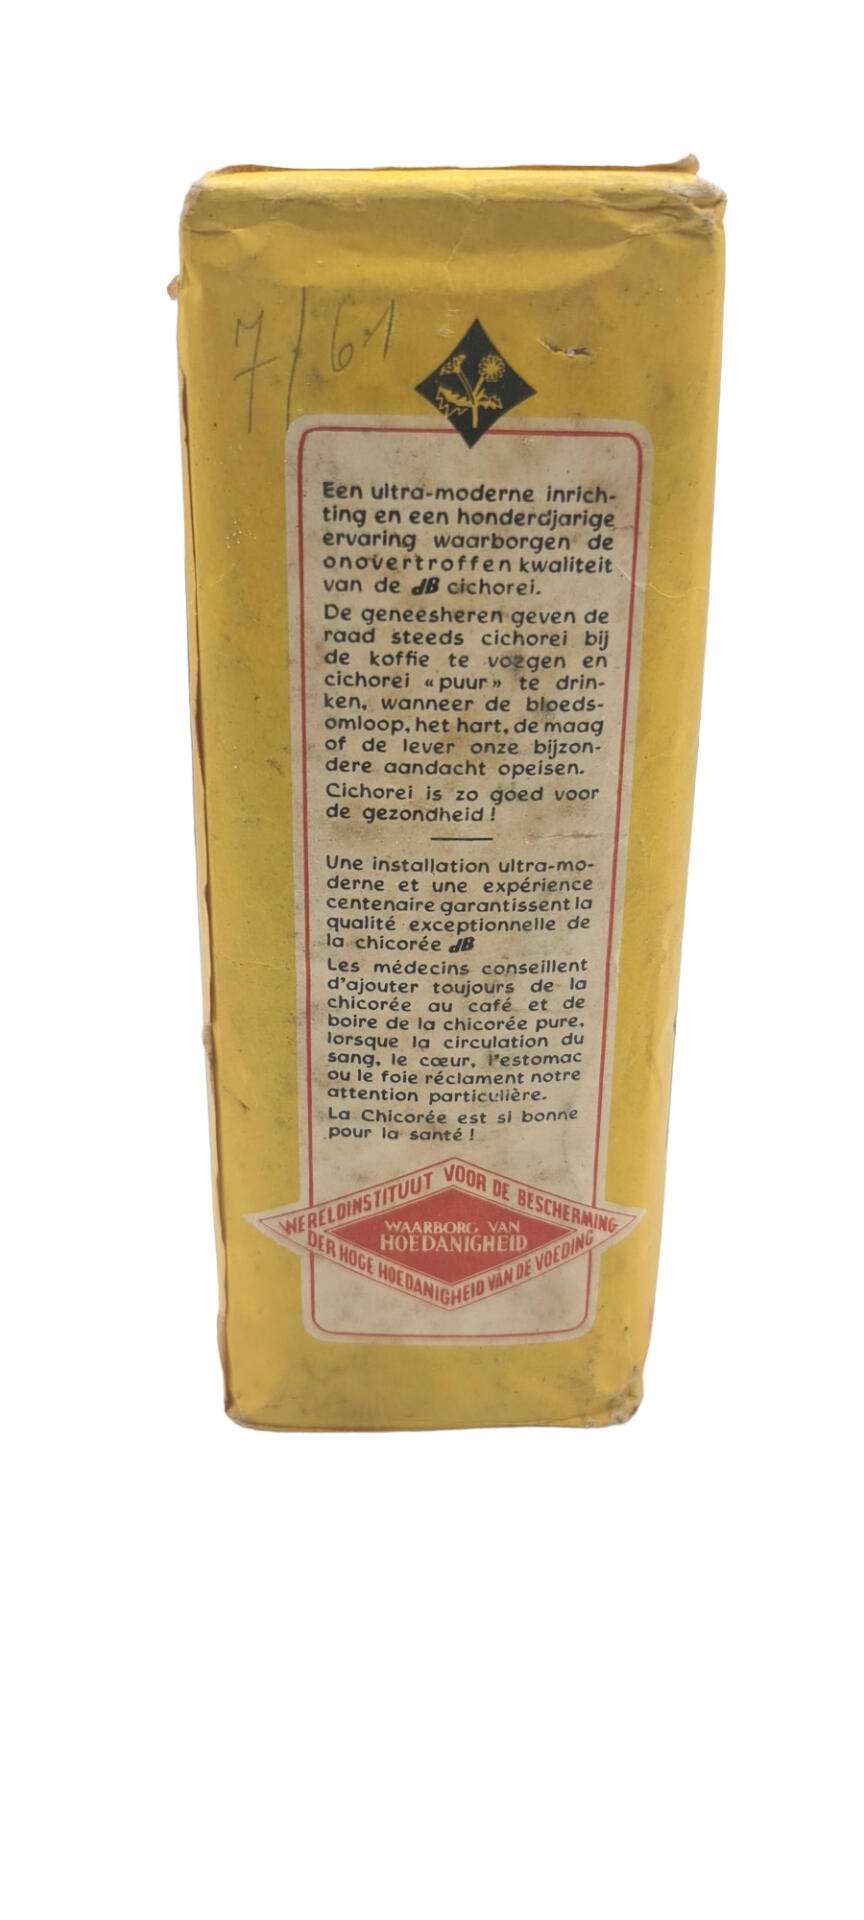 7/61
Een ultra-moderne inrich-
ting en een honderdjarige
ervaring waarborgen de
onovertroffen kwaliteit
van de dB cichorei.
De geneesheren geven de
raad steeds cichorei bij
de koffie te voegen en
cichorei « puur » te drin-
ken, wanneer de bloeds-
omloop, het hart, de maag
of de lever onze bijzon-
dere aandacht opeisen.
Cichorei is zo goed voor
de gezondheid !
Une installation ultra-mo-
derne et une expérience
centenaire garantissent la
qualité exceptionnelle de
la chicorée dB
Les médecins conseillent
d'ajouter toujours de la
chicorée au café et de
boire de la chicorée pure,
lorsque la circulation du
sang, le cœur, l'estomac
ou le foie réclament notre
attention particulière.
La Chicorée est si bonne
pour la santé !
WERELDINSTITUUT VOOR DE BESCHERMING
WAARBORG VAN
HOEDANIGHEID
DER HOGE HOEDANIGHEID VAN DE VOEDING